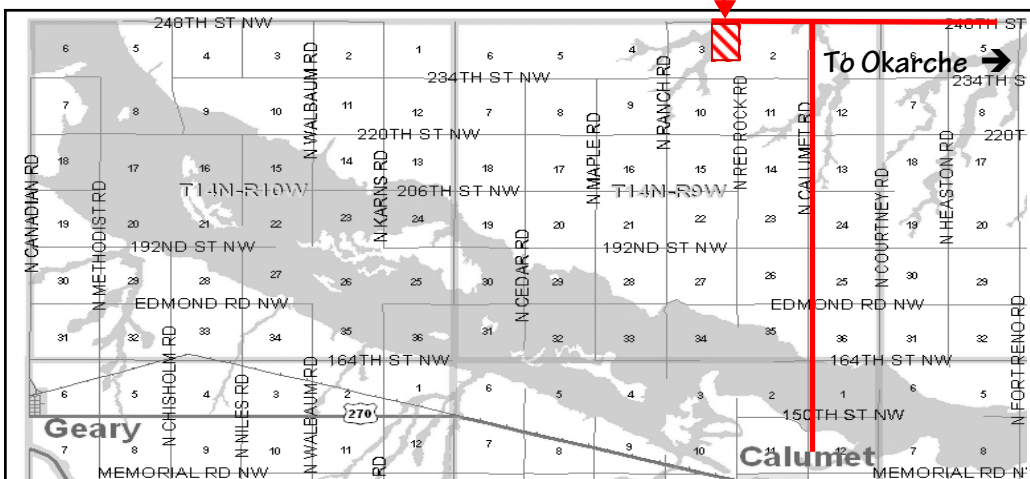 248TH ST NW
248TH ST
6 5 4 3 2 1 6 5 4 3 2 1 6 5
To Okarche
234TH ST NW
234TH S
7 8 9 10 11 12 7 8 9 10 11 12 7 8
220TH ST NW
220T
18 17 16 15 14 13 18 17 16 15 14 13 18 17
T14N-R10W
T14N-R9W
206TH ST NW
19 20 21 22 23 24 19 20 21 22 23 24 19 20
192ND ST NW
192ND ST NW
30 29 28 27 26 25 30 29 28 27 26 25 30 29
EDMOND RD NW
EDMOND RD NW
31 32 33 34 35 36 31 32 33 34 35 36 31 32
164TH ST NW
164TH ST NW
6 5 4 3 2 1 6 5 4 3 2 1 6 5
270
150TH ST NW
Geary
7 8 9 10 11 12 7 8 9 10 11 12 7 8
Calumet
MEMORIAL RD NW
MEMORIAL RD N
N CANADIAN RD
N METHODIST RD
N CHISHOLM RD
N NILES RD
N WALBAUM RD
N WALBAUM RD
N KARNS RD
RD
N CEDAR RD
N MAPLE RD
N RANCH RD
N RED ROCK RD
N CALUMET RD
N COURTNEY RD
N HEASTON RD
N FORT RENO RD